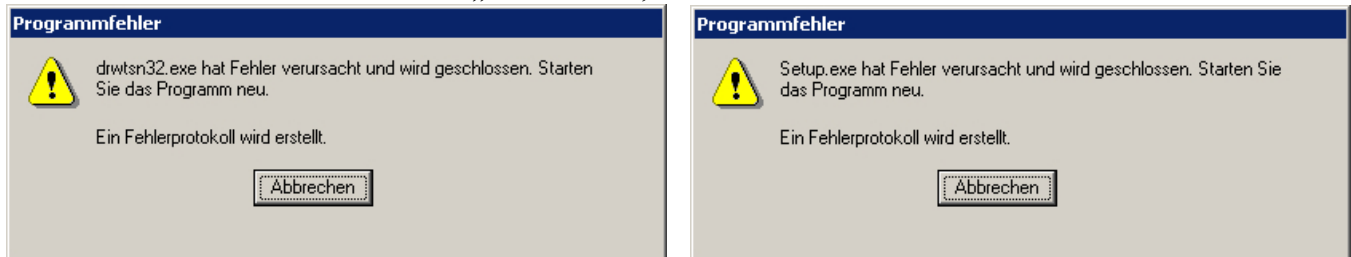 Programmfehler
drwtsn32.exe hat Fehler verursacht und wird geschlossen. Starten
Sie das Programm neu.
Ein Fehlerprotokoll wird erstellt.
Abbrechen
Programmfehler
Setup.exe hat Fehler verursacht und wird geschlossen. Starten Sie
das Programm neu.
Ein Fehlerprotokoll wird erstellt.
Abbrechen